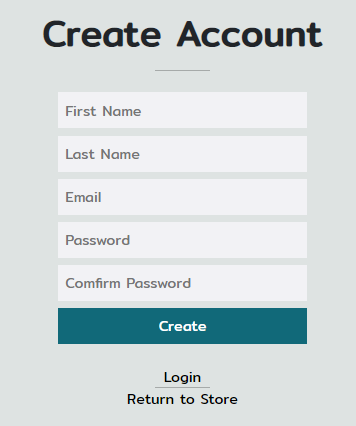 Create Account
First Name
Last Name
Email
Password
Comfirm Password
Create
Login
Return to Store